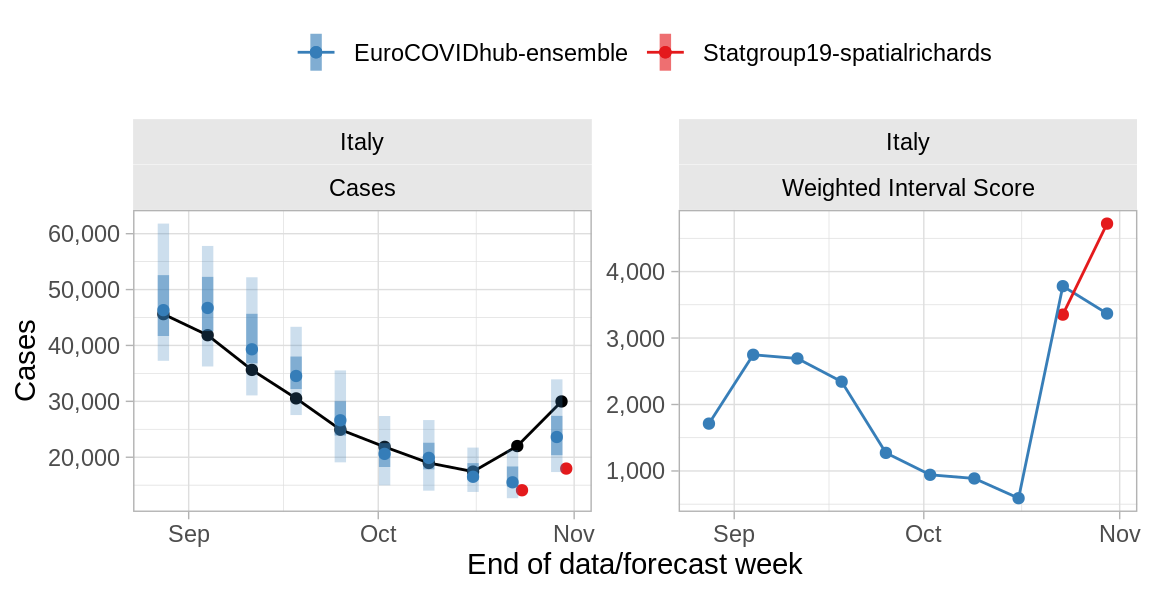 EuroCOVIDhub-ensemble Statgroup19-spatialrichards
Italy
Cases
60,000
50,000
40,000
30,000
20,000
Cases
Sep Oct Nov
Italy
Weighted Interval Score
4,000
3,000
2,000
1,000
Sep Oct Nov
End of data/forecast week